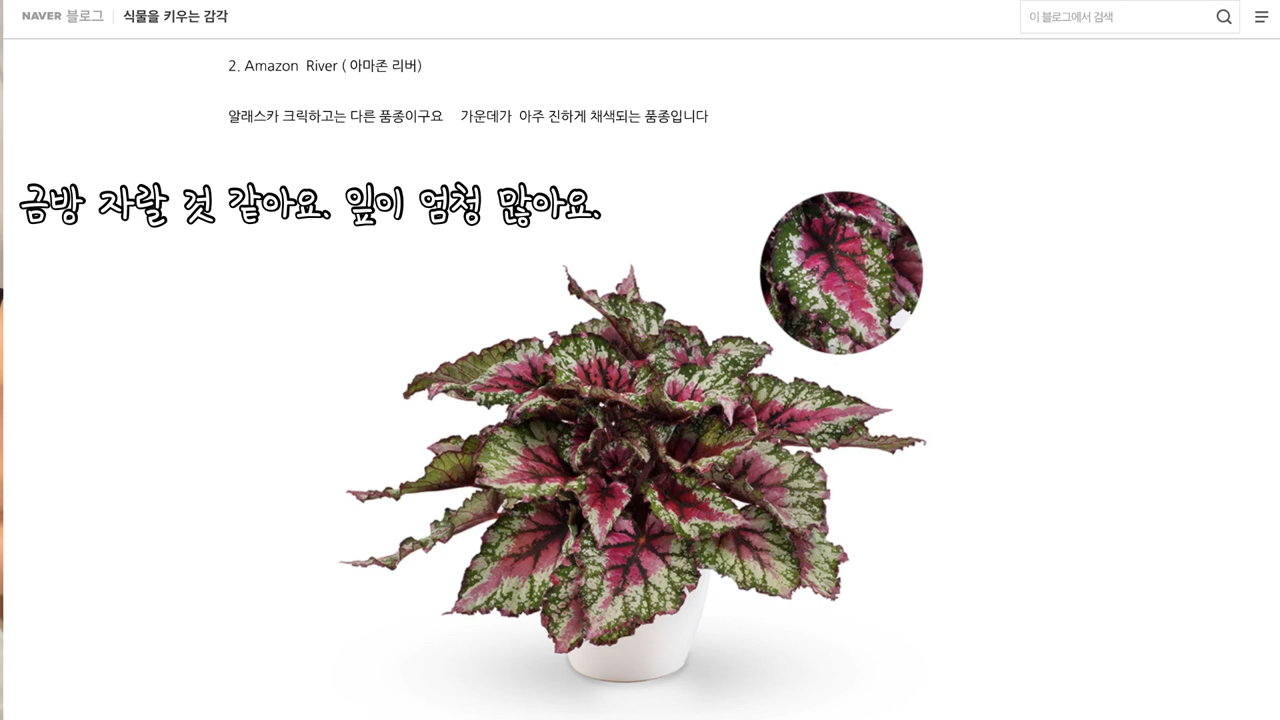 NAVER 블로그 식물을 키우는 감각
이 블로그에서 검색
2. Amazon River ( 아마존 리버)
알래스카 크릭하고는 다른 품종이구요 가운데가 아주 진하게 채색되는 품종입니다
금방 자랄 것 같아요. 잎이 엄청 많아요.